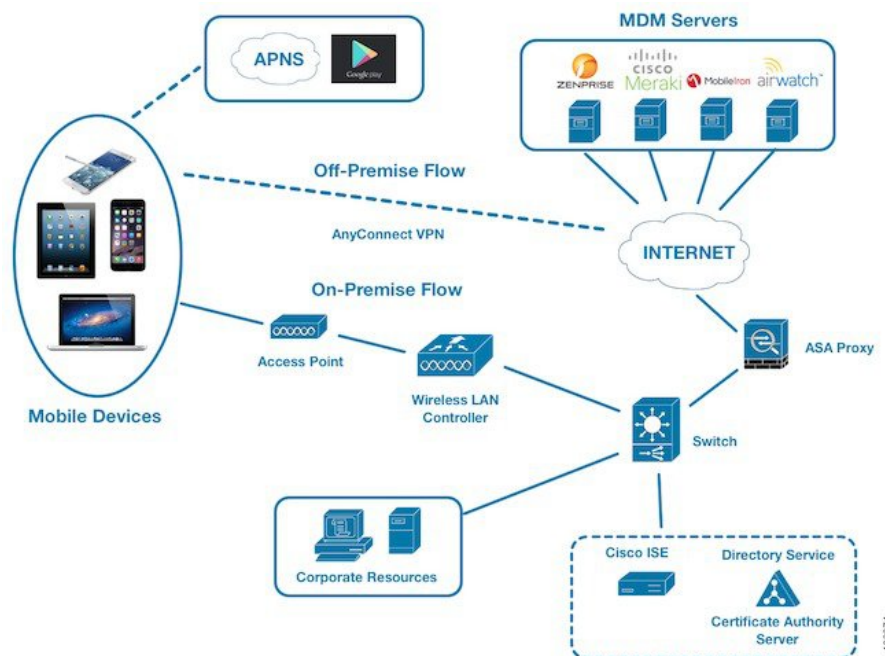 MDM Servers
APNS
Google play
ZENPRISE
CISCO
Meraki
MobileIron
airwatch™
Off-Premise Flow
AnyConnect VPN
INTERNET
On-Premise Flow
Access Point
ASA Proxy
Wireless LAN
Controller
Mobile Devices
Switch
Cisco ISE
Directory Service
Corporate Resources
Certificate Authority
Server